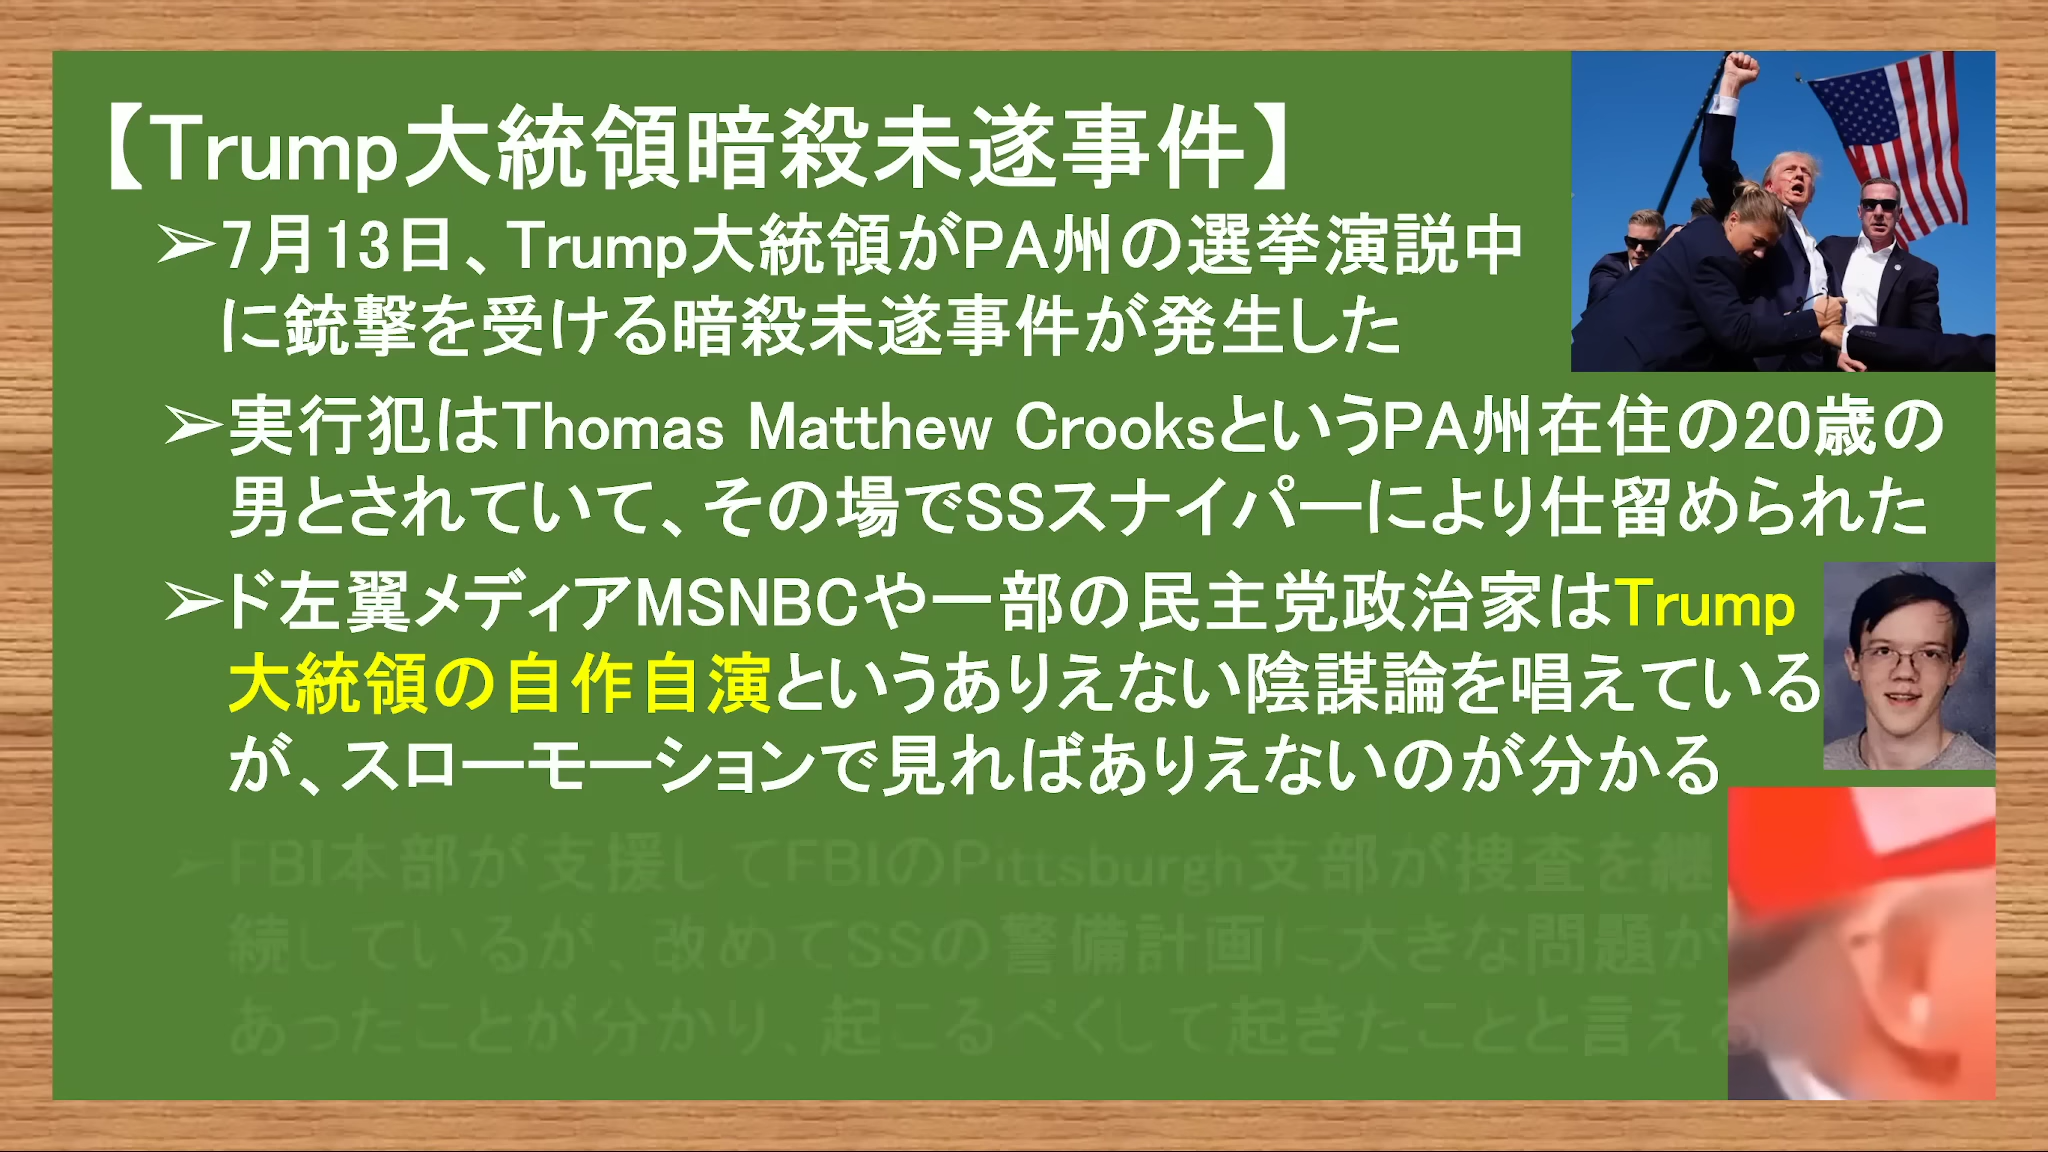 【Trump大統領暗殺未遂事件】
➢7月13日、Trump大統領がPA州の選挙演説中
に銃撃を受ける暗殺未遂事件が発生した
➢実行犯はThomas Matthew CrooksというPA州在住の20歳の
男とされていて、その場でSSスナイパーにより仕留められた
➢ド左翼メディアMSNBCや一部の民主党政治家はTrump
大統領の自作自演というありえない陰謀論を唱えている
が、スローモーションで見ればありえないのが分かる
➢FBI本部が支援してFBIのPittsburgh支部が捜査を継
続しているが、改めてSSの警備計画に大きな問題が
あったことが分かり、起こるべくして起きたことと言える